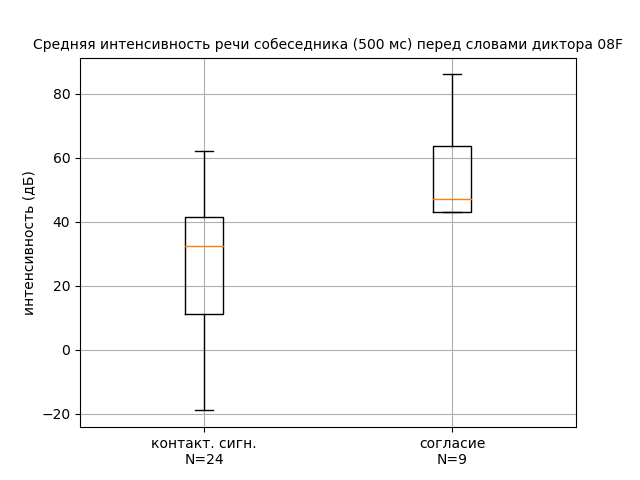 Средняя интенсивность речи собеседника (500 мс) перед словами диктора 08F
интенсивность (дБ)
80
60
40
20
0
−20
контакт. сигн.
N=24
согласие
N=9